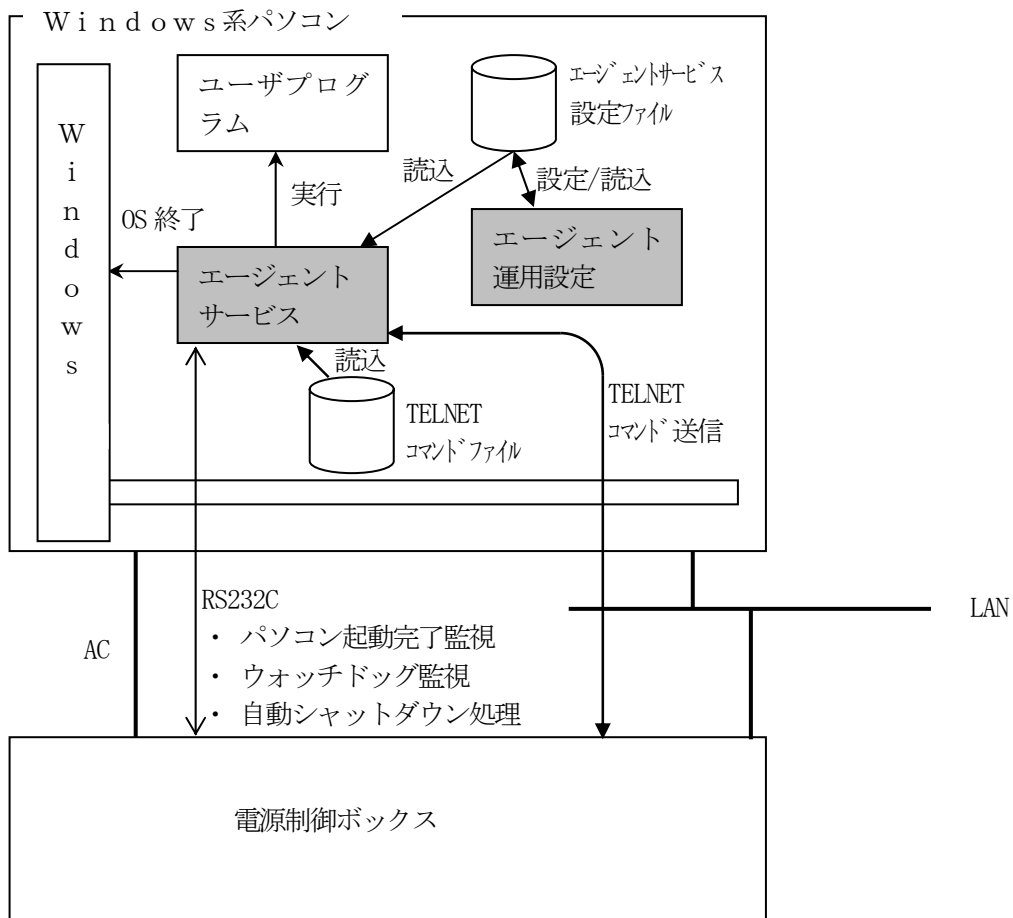 Ｗｉｎｄｏｗｓ系パソコン
Ｗｉｎｄｏｗｓ
ユーザプログ
ラム
ｴｰｼﾞｪﾝﾄｻｰﾋﾞｽ
設定ﾌｧｲﾙ
読込
設定/読込
実行
OS 終了
エージェント
運用設定
エージェント
サービス
読込
TELNET
ｺﾏﾝﾄﾞﾌｧｲﾙ
TELNET
ｺﾏﾝﾄﾞ送信
RS232C
・ パソコン起動完了監視
・ ウォッチドッグ監視
・ 自動シャットダウン処理
AC
LAN
電源制御ボックス